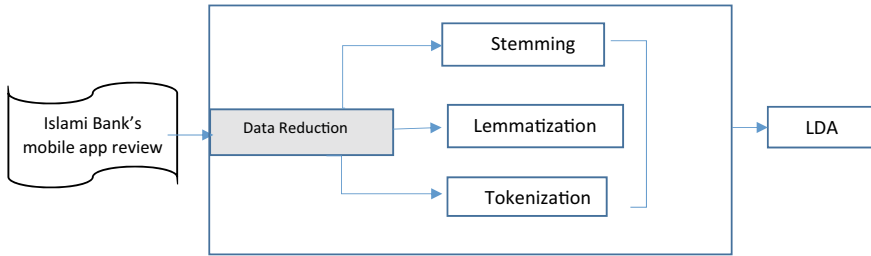 Islami Bank's
mobile app review
Data Reduction
Stemming
Lemmatization
Tokenization
LDA